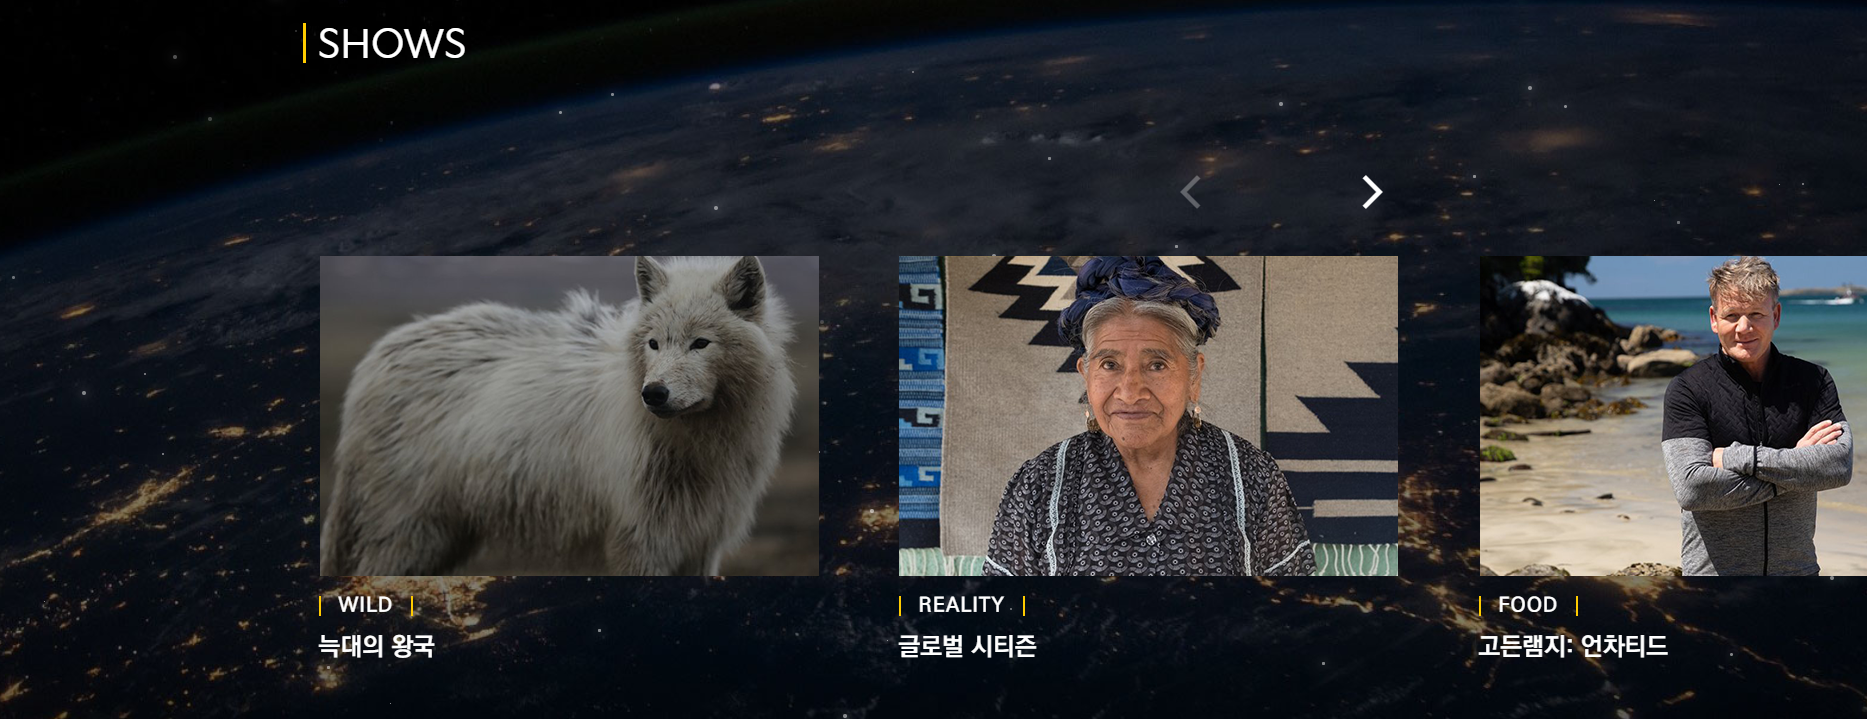 SHOWS
WILD
늑대의 왕국
REALITY
글로벌 시티즌
FOOD
고든램지: 언차티드